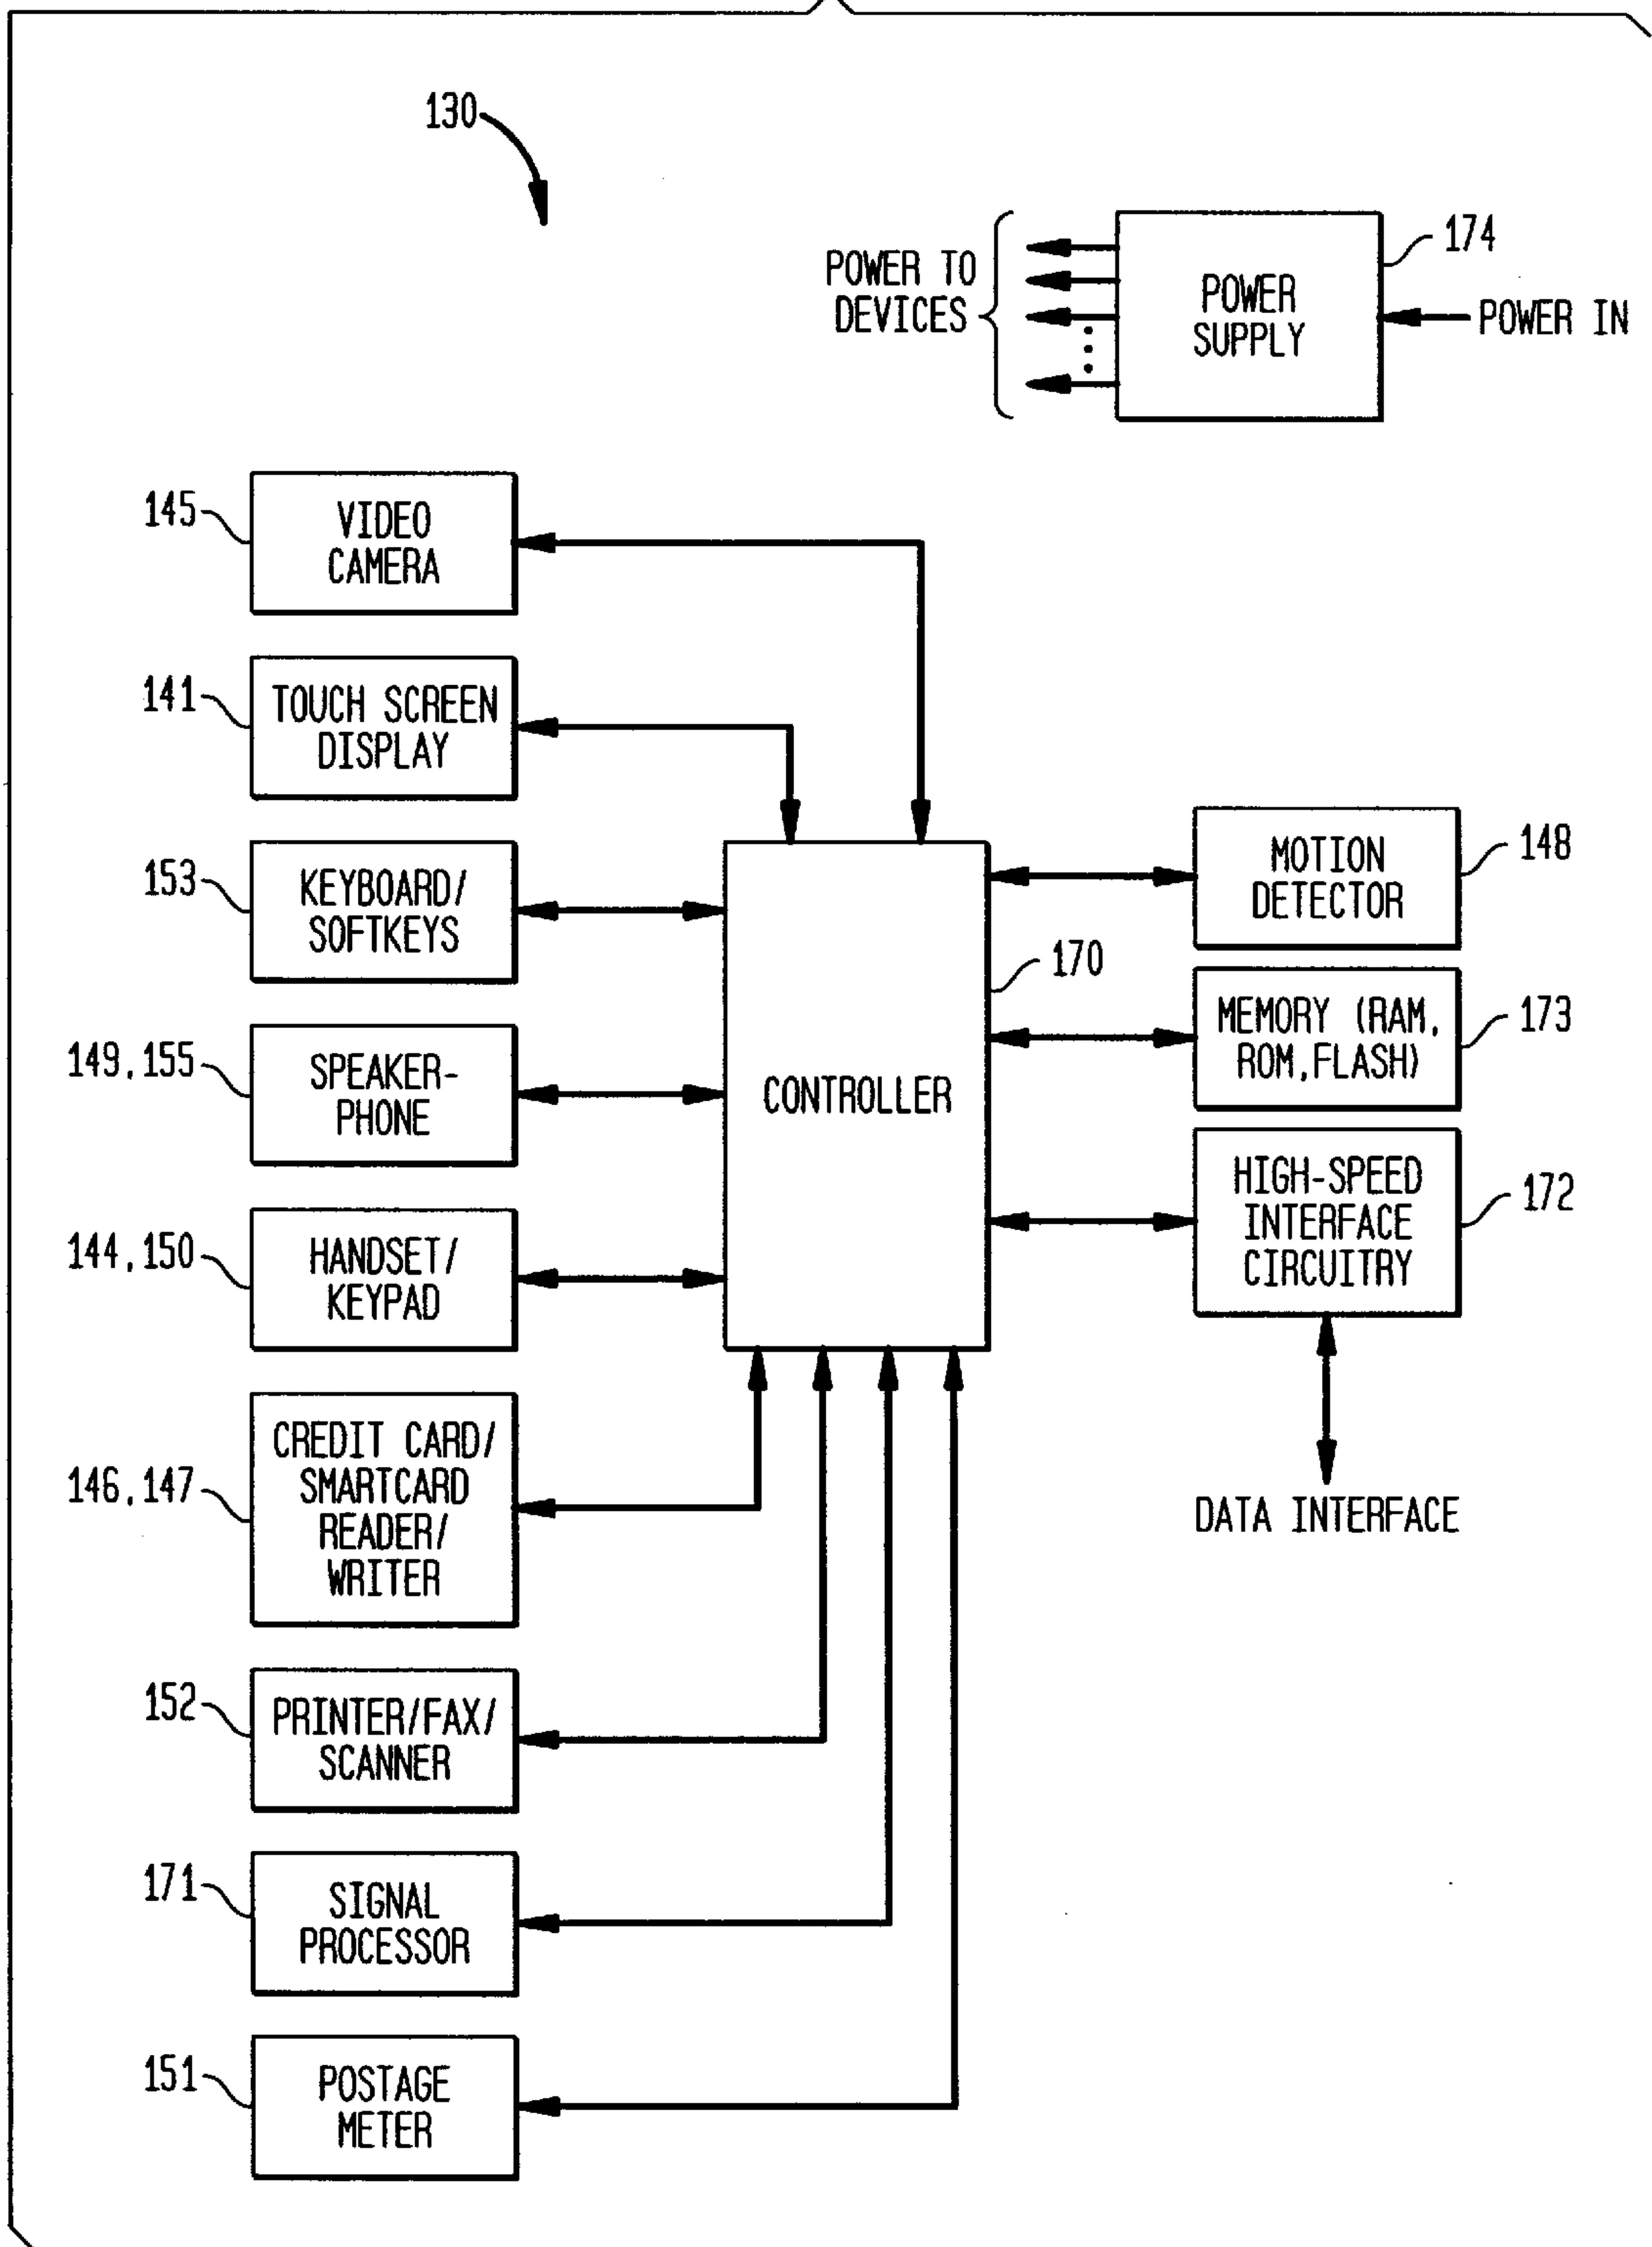 130
POWER TO
DEVICES
POWER
SUPPLY
174
POWER IN
145
VIDEO
CAMERA
141
TOUCH SCREEN
DISPLAY
153
KEYBOARD/
SOFTKEYS
149,155
SPEAKER-
PHONE
144,150
HANDSET/
KEYPAD
146,147
CREDIT CARD/
SMARTCARD
READER/
WRITER
152
PRINTER/FAX/
SCANNER
171
SIGNAL
PROCESSOR
151
POSTAGE
METER
CONTROLLER
170
MOTION
DETECTOR
148
MEMORY (RAM,
ROM,FLASH)
173
HIGH-SPEED
INTERFACE
CIRCUITRY
172
DATA INTERFACE